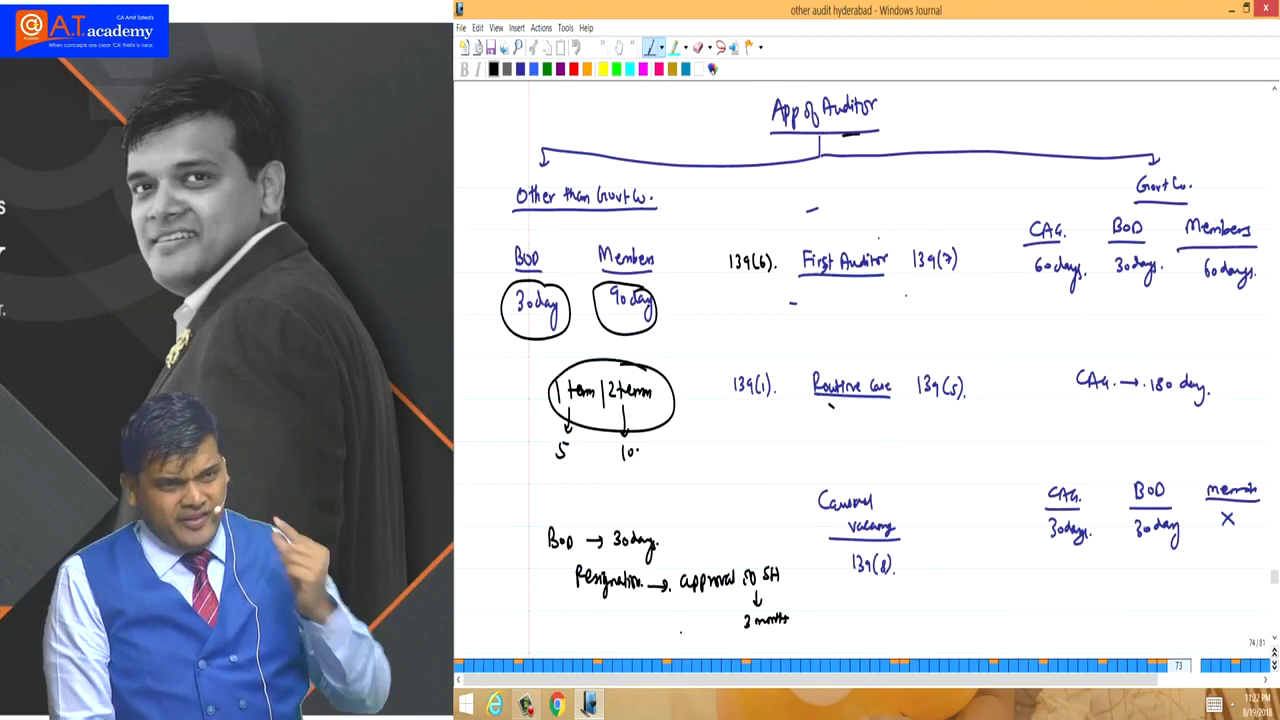 CA Amit Tated's
@ A.T. academy
ACADEMY
When concepts are clear 'CA' Prefix is near.
s
r.
other audit hyderabad - Windows Journal
File Edit View Insert Actions Tools Help
B I
App of Auditor
Other than Govt Co.
Govt Co.
BOD Members 139(6). First Auditor 139(7) CAG. BOD Members
30day 90day 60days. 30days. 60days.
1 term | 2 term 139(1). Routine case 139(5). CAG. → 180 day.
5 10.
Casual vacancy
139(8).
CAG. BOD
30days. 30day X
BOD → 30days.
Resignation → approval SH
3 months
74 / 81
73
11:22 PM
8/19/2018